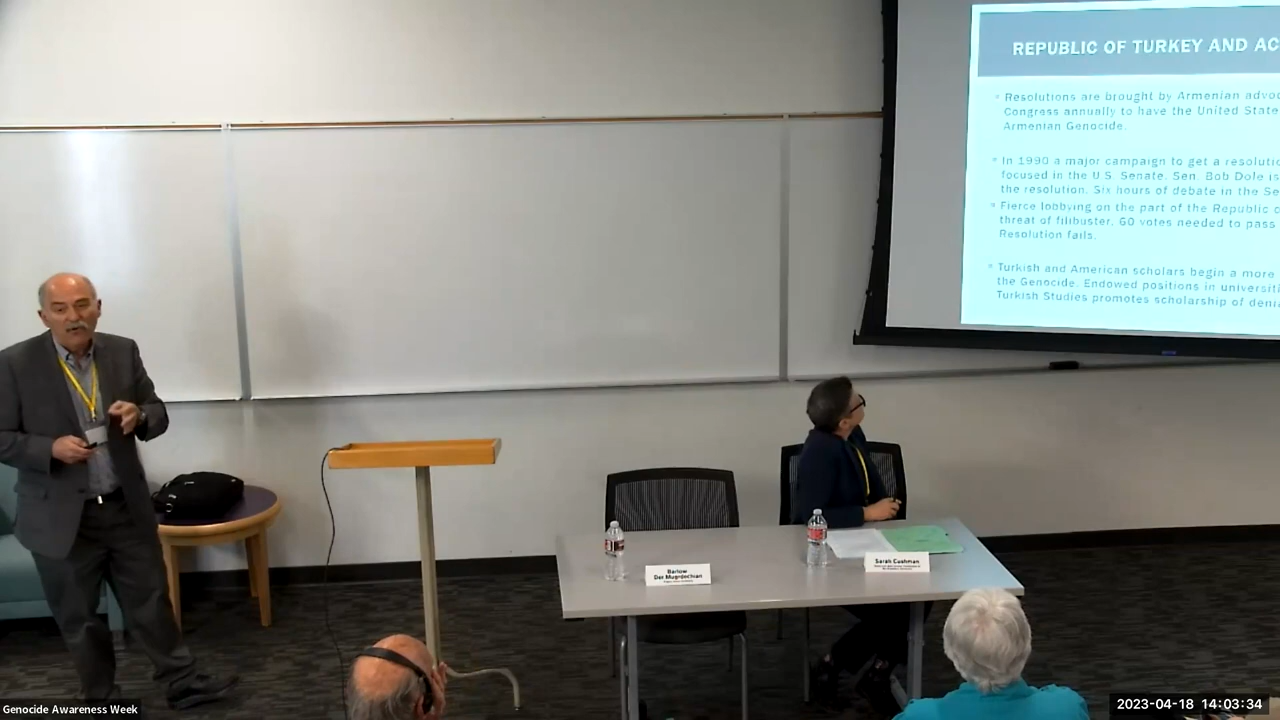 REPUBLIC OF TURKEY AND AC
Resolutions are brought by Armenian advoc
Congress annually to have the United State
Armenian Genocide.
In 1990 a major campaign to get a resolutio
focused in the U.S. Senate. Sen. Bob Dole is
the resolution. Six hours of debate in the Se
Fierce lobbying on the part of the Republic o
threat of filibuster. 60 votes needed to pass
Resolution fails.
Turkish and American scholars begin a more
the Genocide. Endowed positions in universiti
Turkish Studies promotes scholarship of deni
Barlow
Der Mugrdechian
Sarah Cushman
Genocide Awareness Week
2023-04-18 14:03:34